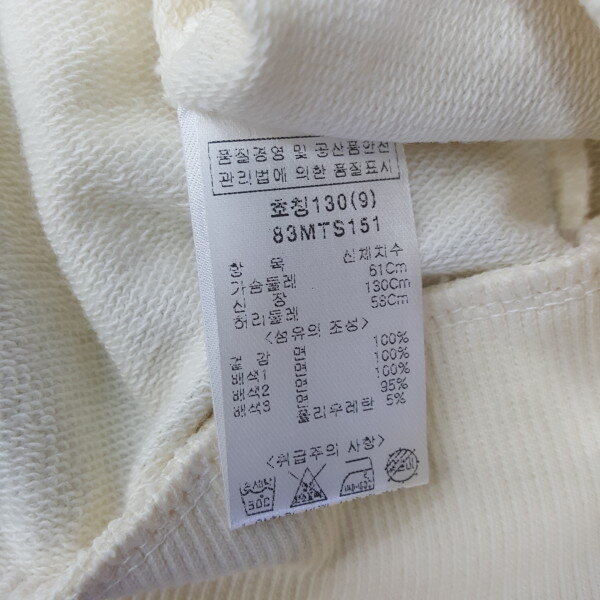 품질경영 및 공산품안전
관리법에 의한 품질표시
호칭130(9)
83MTS151
항 목 신체치수
가슴둘레 61Cm
신 장 130Cm
허리둘레 58Cm
<섬유의 조성>
겉 감 면 100%
배색1 면 100%
배색2 면 100%
배색3 면 95%
폴리우레탄 5%
<취급주의 사항>
30℃